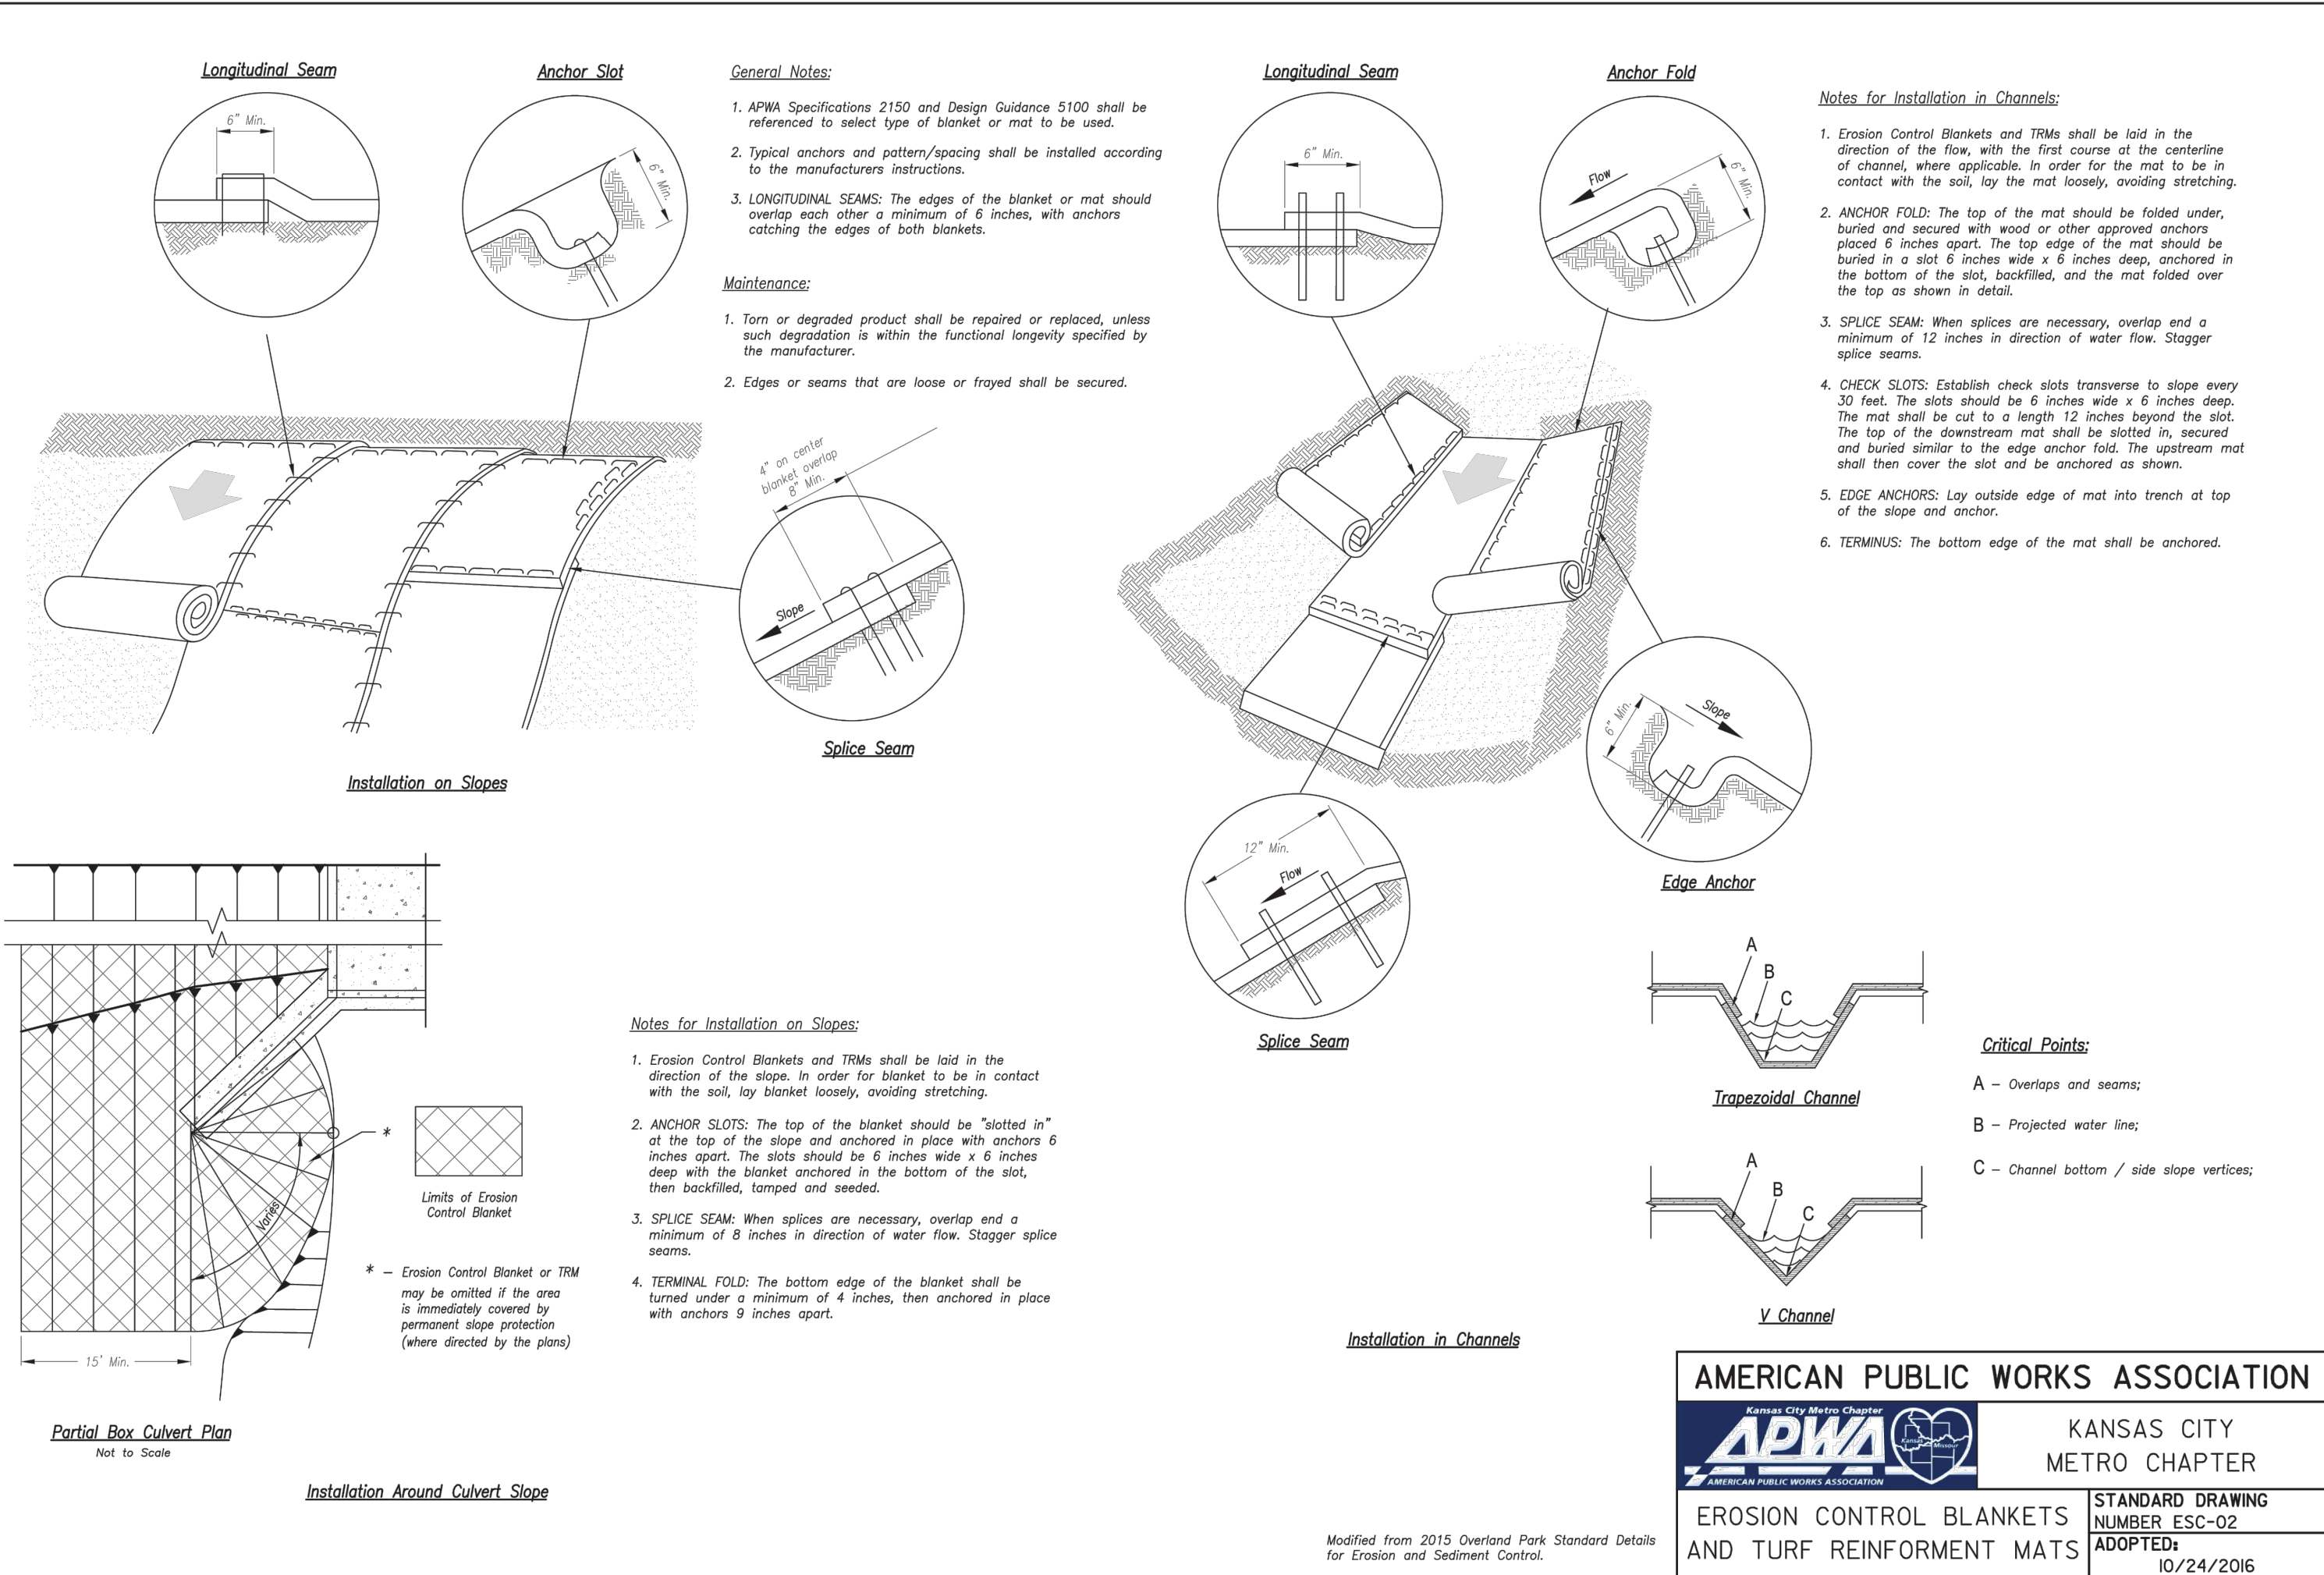 Longitudinal Seam
6" Min.
Anchor Slot
6" Min.
General Notes:
1. APWA Specifications 2150 and Design Guidance 5100 shall be
referenced to select type of blanket or mat to be used.
2. Typical anchors and pattern/spacing shall be installed according
to the manufacturers instructions.
3. LONGITUDINAL SEAMS: The edges of the blanket or mat should
overlap each other a minimum of 6 inches, with anchors
catching the edges of both blankets.
Maintenance:
1. Torn or degraded product shall be repaired or replaced, unless
such degradation is within the functional longevity specified by
the manufacturer.
2. Edges or seams that are loose or frayed shall be secured.
4" on center
blanket overlap
8" Min.
Slope
Splice Seam
Installation on Slopes
Longitudinal Seam
6" Min.
Anchor Fold
Flow
6" Min.
Notes for Installation in Channels:
1. Erosion Control Blankets and TRMs shall be laid in the
direction of the flow, with the first course at the centerline
of channel, where applicable. In order for the mat to be in
contact with the soil, lay the mat loosely, avoiding stretching.
2. ANCHOR FOLD: The top of the mat should be folded under,
buried and secured with wood or other approved anchors
placed 6 inches apart. The top edge of the mat should be
buried in a slot 6 inches wide x 6 inches deep, anchored in
the bottom of the slot, backfilled, and the mat folded over
the top as shown in detail.
3. SPLICE SEAM: When splices are necessary, overlap end a
minimum of 12 inches in direction of water flow. Stagger
splice seams.
4. CHECK SLOTS: Establish check slots transverse to slope every
30 feet. The slots should be 6 inches wide x 6 inches deep.
The mat shall be cut to a length 12 inches beyond the slot.
The top of the downstream mat shall be slotted in, secured
and buried similar to the edge anchor fold. The upstream mat
shall then cover the slot and be anchored as shown.
5. EDGE ANCHORS: Lay outside edge of mat into trench at top
of the slope and anchor.
6. TERMINUS: The bottom edge of the mat shall be anchored.
6" Min.
Slope
Edge Anchor
12" Min.
Flow
Splice Seam
A
B
C
Trapezoidal Channel
A
B
C
V Channel
Critical Points:
A – Overlaps and seams;
B – Projected water line;
C – Channel bottom / side slope vertices;
Installation in Channels
Varies
*
Limits of Erosion
Control Blanket
* – Erosion Control Blanket or TRM
may be omitted if the area
is immediately covered by
permanent slope protection
(where directed by the plans)
15' Min.
Partial Box Culvert Plan
Not to Scale
Installation Around Culvert Slope
Notes for Installation on Slopes:
1. Erosion Control Blankets and TRMs shall be laid in the
direction of the slope. In order for blanket to be in contact
with the soil, lay blanket loosely, avoiding stretching.
2. ANCHOR SLOTS: The top of the blanket should be "slotted in"
at the top of the slope and anchored in place with anchors 6
inches apart. The slots should be 6 inches wide x 6 inches
deep with the blanket anchored in the bottom of the slot,
then backfilled, tamped and seeded.
3. SPLICE SEAM: When splices are necessary, overlap end a
minimum of 8 inches in direction of water flow. Stagger splice
seams.
4. TERMINAL FOLD: The bottom edge of the blanket shall be
turned under a minimum of 4 inches, then anchored in place
with anchors 9 inches apart.
Modified from 2015 Overland Park Standard Details
for Erosion and Sediment Control.
AMERICAN PUBLIC WORKS ASSOCIATION
Kansas City Metro Chapter
APWA
Kansas Missouri
AMERICAN PUBLIC WORKS ASSOCIATION
KANSAS CITY
METRO CHAPTER
EROSION CONTROL BLANKETS
AND TURF REINFORMENT MATS
STANDARD DRAWING
NUMBER ESC-02
ADOPTED:
10/24/2016